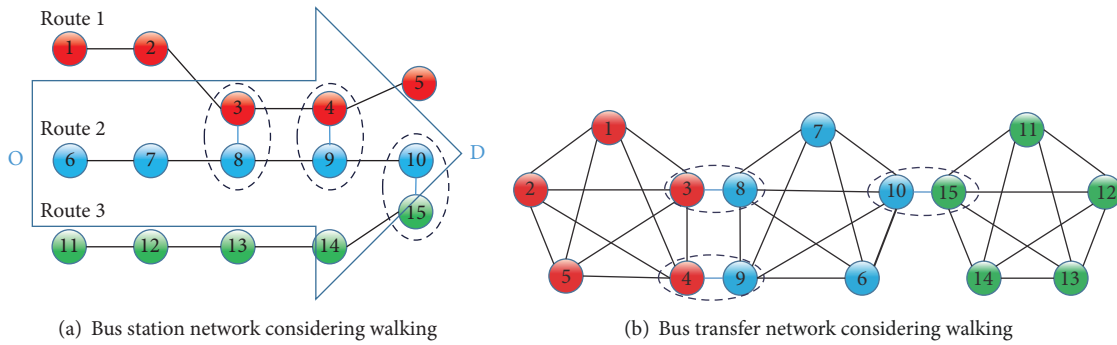 Route 1
1 2
5
3 4
Route 2
O 6 7 8 9 10 D
Route 3
15
11 12 13 14
(a) Bus station network considering walking
1 7 11
2 3 8 10 15 12
5 4 9 6 14 13
(b) Bus transfer network considering walking